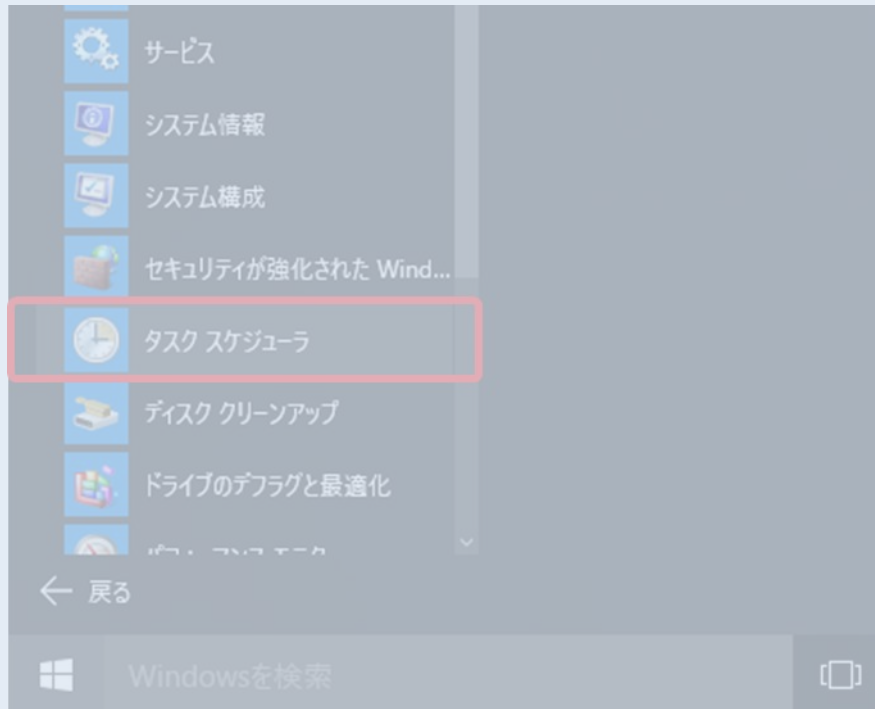 サービス
システム情報
システム構成
セキュリティが強化された Wind...
タスク スケジューラ
ディスク クリーンアップ
ドライブのデフラグと最適化
戻る
Windowsを検索